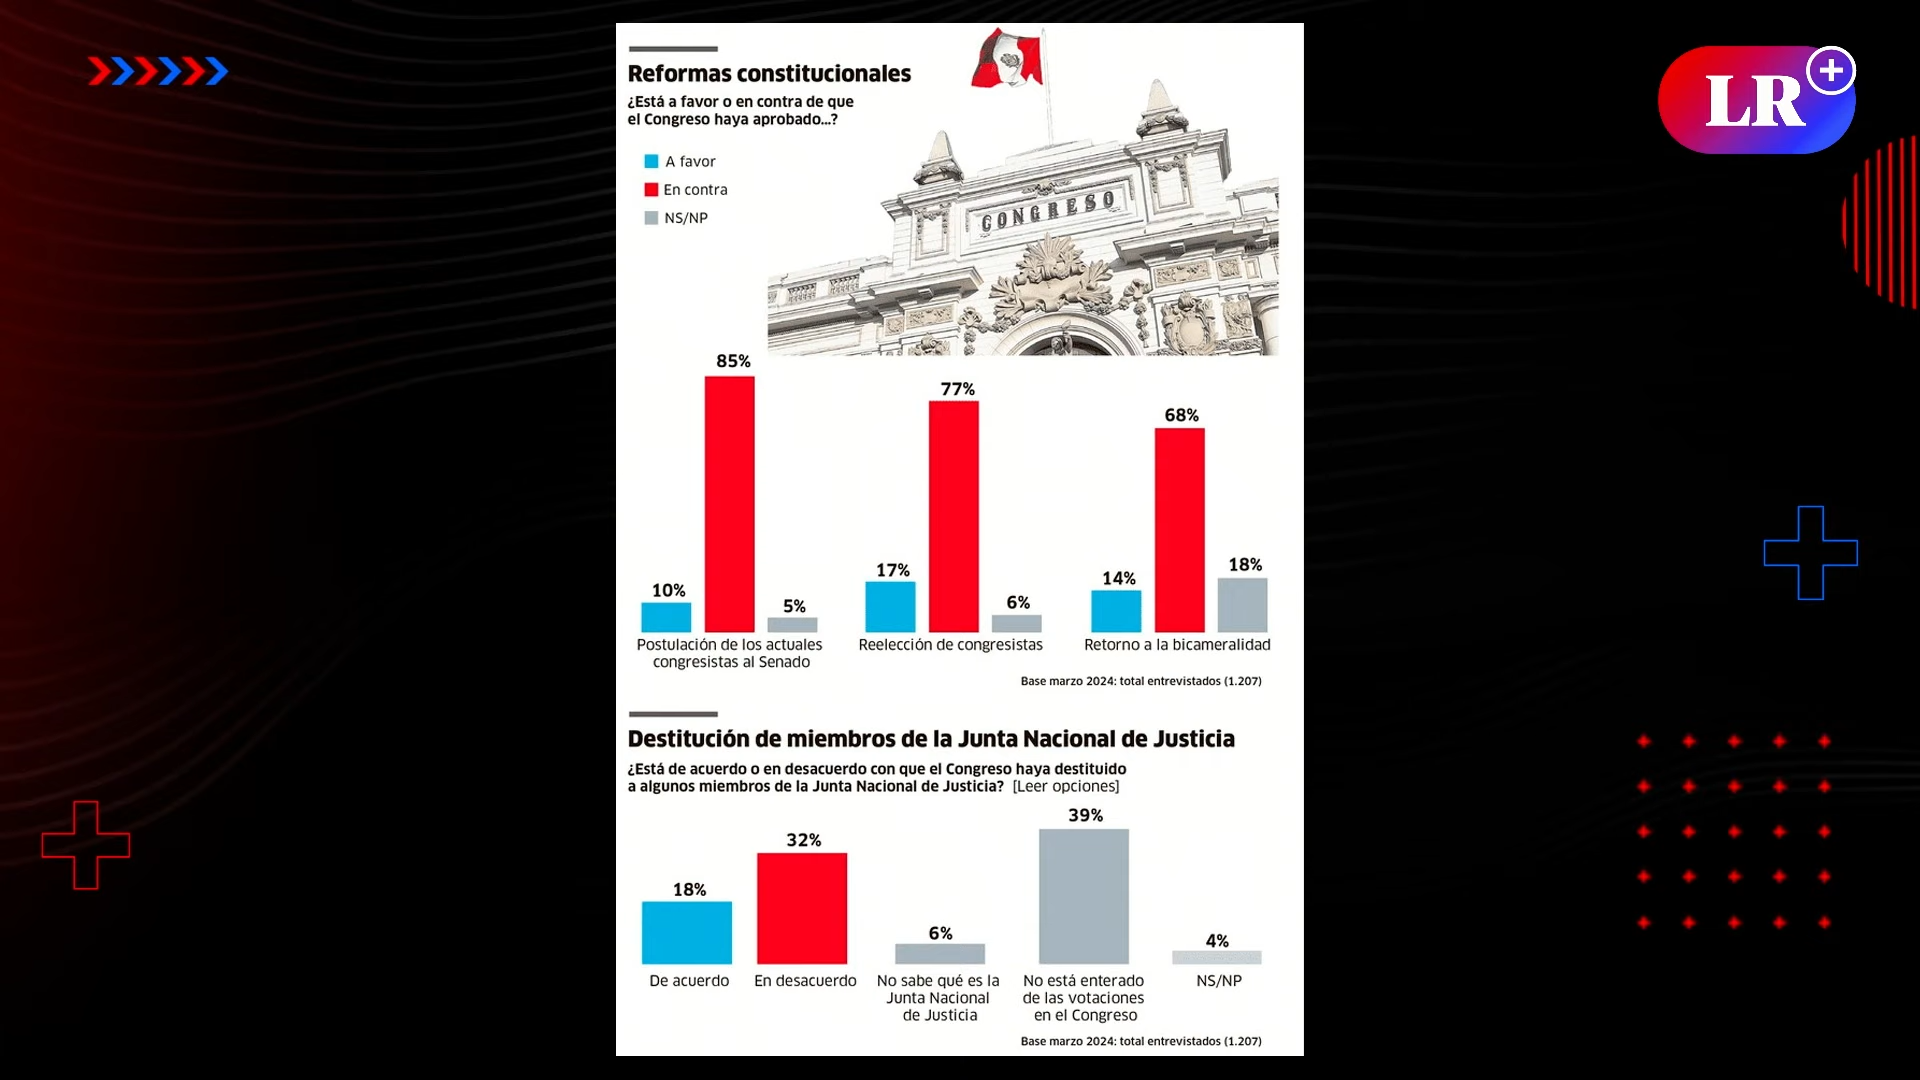 LR+
Reformas constitucionales
¿Está a favor o en contra de que
el Congreso haya aprobado...?
A favor
En contra
NS/NP
CONGRESO
85%
77%
68%
10%
5%
17%
6%
14%
18%
Postulación de los actuales
congresistas al Senado
Reelección de congresistas
Retorno a la bicameralidad
Base marzo 2024: total entrevistados (1.207)
Destitución de miembros de la Junta Nacional de Justicia
¿Está de acuerdo o en desacuerdo con que el Congreso haya destituido
a algunos miembros de la Junta Nacional de Justicia? [Leer opciones]
18%
32%
6%
39%
4%
De acuerdo
En desacuerdo
No sabe qué es la
Junta Nacional
de Justicia
No está enterado
de las votaciones
en el Congreso
NS/NP
Base marzo 2024: total entrevistados (1.207)